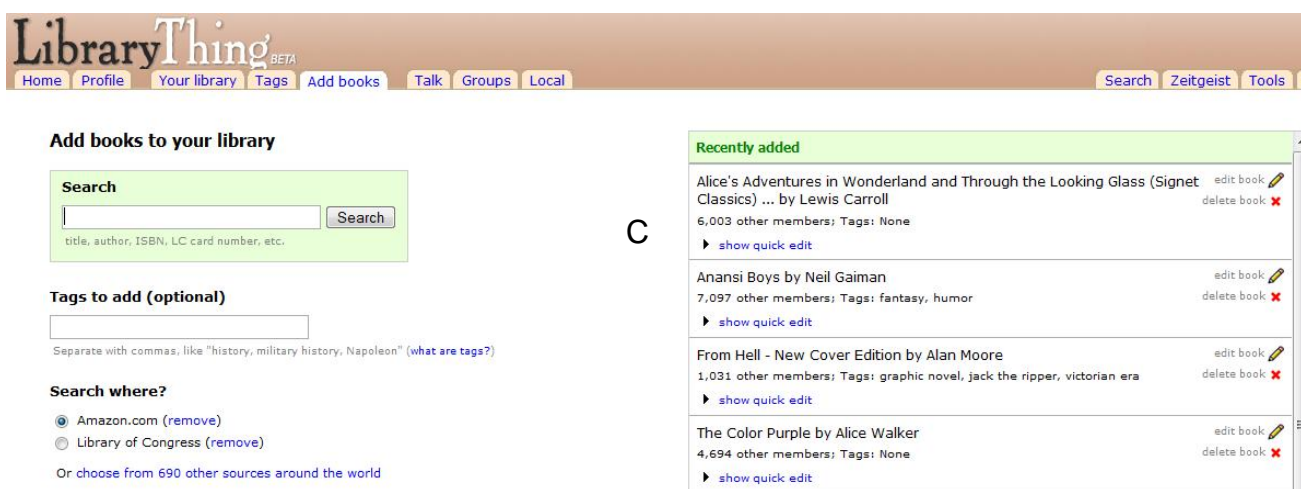 LibraryThing BETA
Home Profile Your library Tags Add books Talk Groups Local Search Zeitgeist Tools
Add books to your library
Search
Search
title, author, ISBN, LC card number, etc.
Tags to add (optional)
Separate with commas, like "history, military history, Napoleon" (what are tags?)
Search where?
Amazon.com (remove)
Library of Congress (remove)
Or choose from 690 other sources around the world
C
Recently added
Alice's Adventures in Wonderland and Through the Looking Glass (Signet edit book
Classics) ... by Lewis Carroll delete book
6,003 other members; Tags: None
show quick edit
Anansi Boys by Neil Gaiman edit book
7,097 other members; Tags: fantasy, humor delete book
show quick edit
From Hell - New Cover Edition by Alan Moore edit book
1,031 other members; Tags: graphic novel, jack the ripper, victorian era delete book
show quick edit
The Color Purple by Alice Walker edit book
4,694 other members; Tags: None delete book
show quick edit